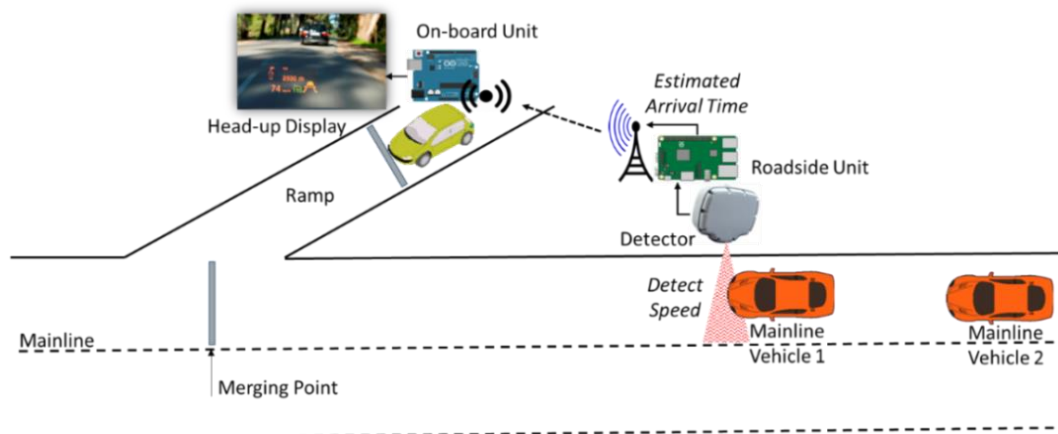 On-board Unit
Estimated
Arrival Time
Head-up Display
Roadside Unit
Ramp
Detector
Detect
Speed
Mainline
Mainline
Vehicle 1
Mainline
Vehicle 2
Merging Point